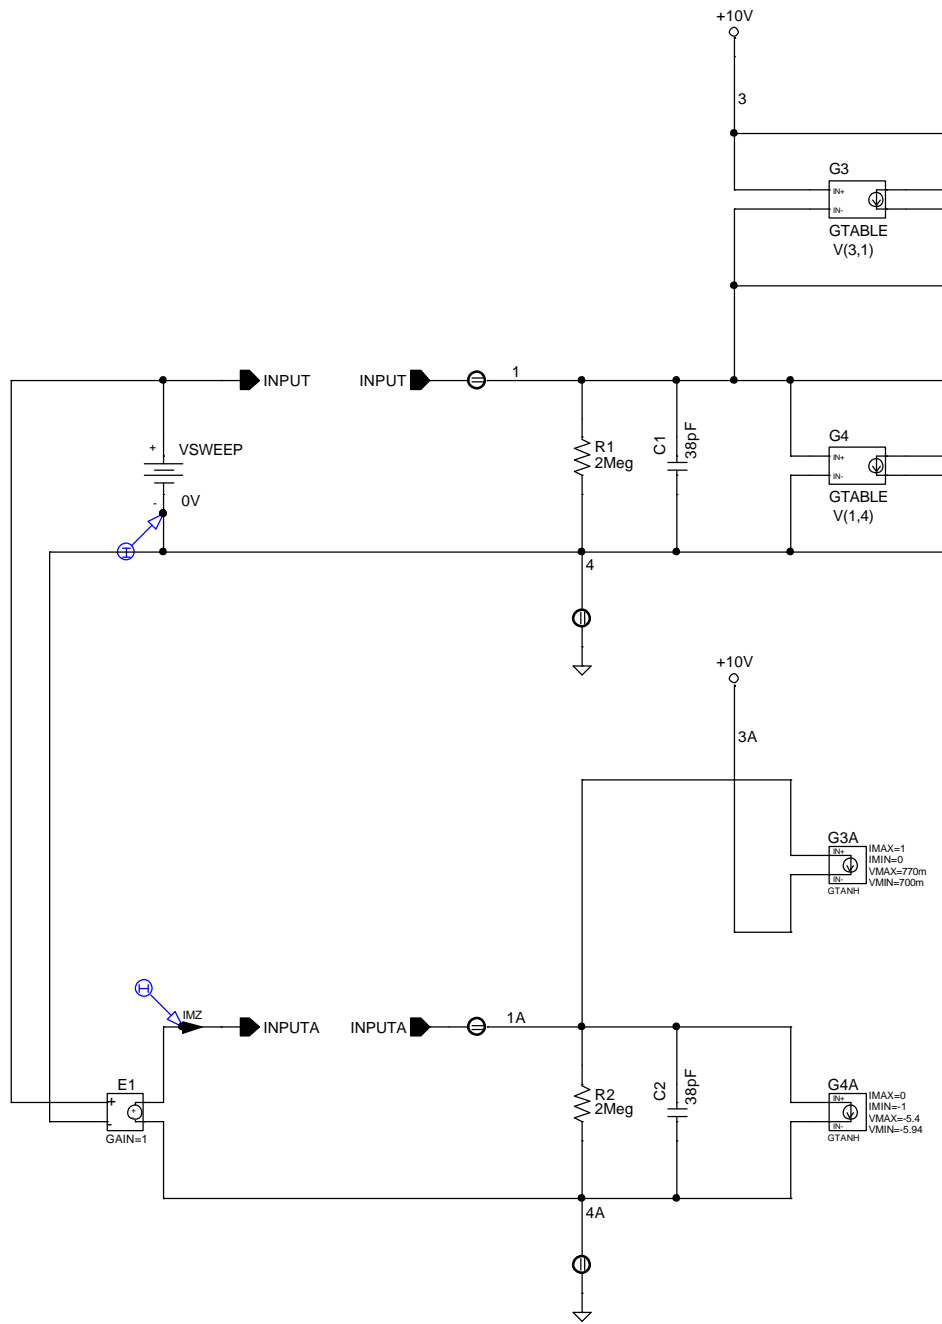 +10V
3
G3
IN+
IN-
GTABLE
V(3,1)
INPUT
INPUT
1
+
VSWEEP
-
0V
R1
2Meg
C1
38pF
G4
IN+
IN-
GTABLE
V(1,4)
4
+10V
3A
G3A
IN+
IN-
GTANH
IMAX=1
IMIN=0
VMAX=770m
VMIN=700m
IMZ
INPUTA
INPUTA
1A
E1
+
-
+
GAIN=1
R2
2Meg
C2
38pF
G4A
IN+
IN-
GTANH
IMAX=0
IMIN=-1
VMAX=-5.4
VMIN=-5.94
4A